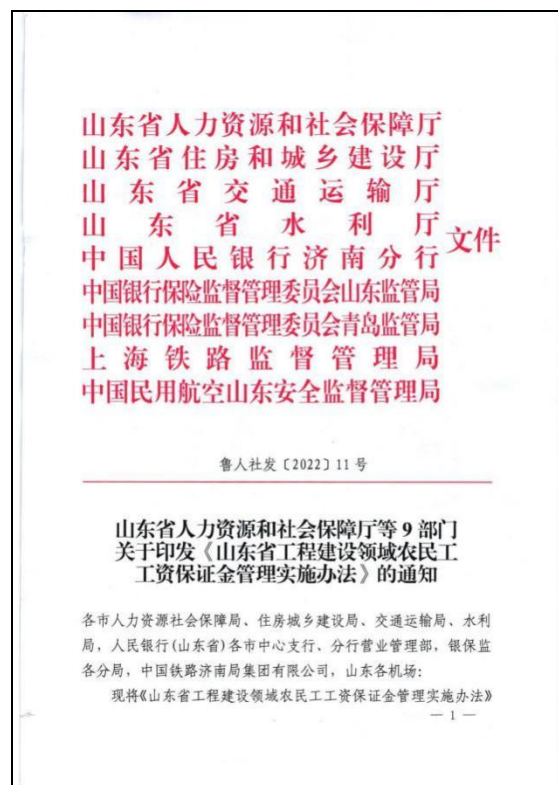 山东省人力资源和社会保障厅
山东省住房和城乡建设厅
山东省交通运输厅
山东省水利厅
中国人民银行济南分行
中国银行保险监督管理委员会山东监管局
中国银行保险监督管理委员会青岛监管局
上海铁路监督管理局
中国民用航空山东安全监督管理局
文件
鲁人社发〔2022〕11号
山东省人力资源和社会保障厅等9部门
关于印发《山东省工程建设领域农民工
工资保证金管理实施办法》的通知
各市人力资源社会保障局、住房城乡建设局、交通运输局、水利
局，人民银行(山东省)各市中心支行、分行营业管理部，银保监
各分局，中国铁路济南局集团有限公司，山东各机场：
现将《山东省工程建设领域农民工工资保证金管理实施办法》
— 1 —